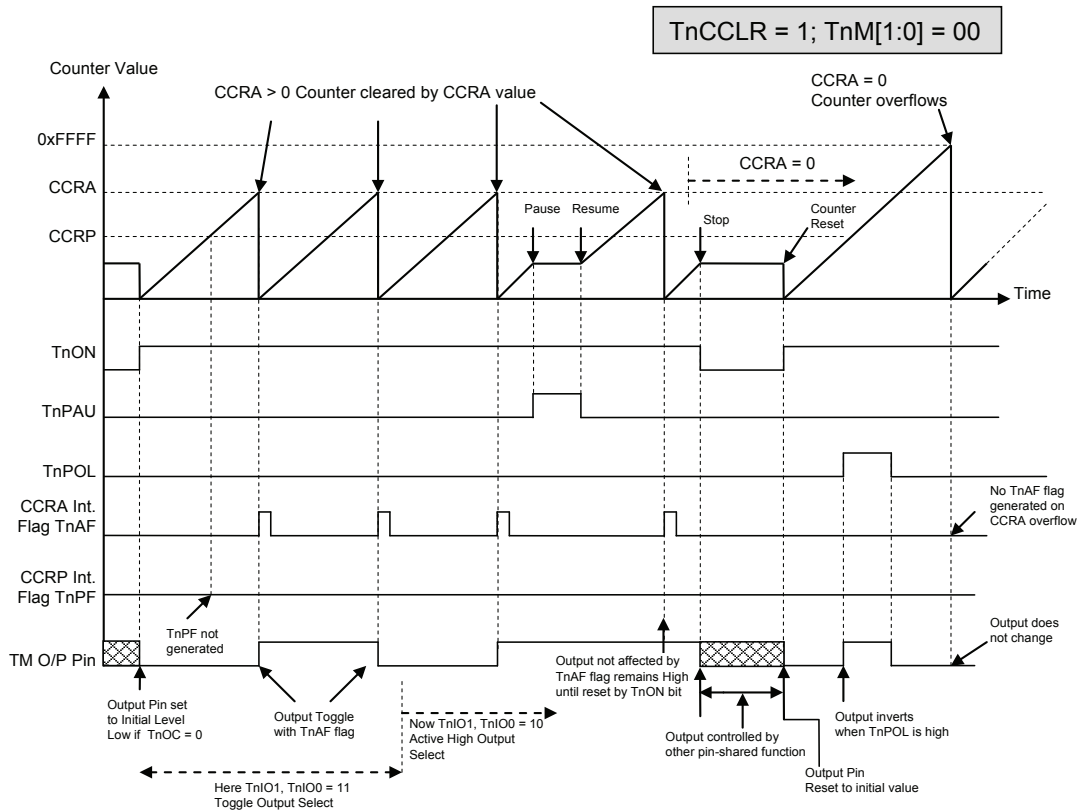 TnCCLR = 1; TnM[1:0] = 00
Counter Value
CCRA > 0 Counter cleared by CCRA value
CCRA = 0
Counter overflows
0xFFFF
CCRA = 0
CCRA
Pause
Resume
Stop
Counter
Reset
CCRP
Time
TnON
TnPAU
TnPOL
CCRA Int.
Flag TnAF
No TnAF flag
generated on
CCRA overflow
CCRP Int.
Flag TnPF
TnPF not
generated
TM O/P Pin
Output does
not change
Output Pin set
to Initial Level
Low if TnOC = 0
Output Toggle
with TnAF flag
Now TnIO1, TnIO0 = 10
Active High Output
Select
Output not affected by
TnAF flag remains High
until reset by TnON bit
Output controlled by
other pin-shared function
Output inverts
when TnPOL is high
Output Pin
Reset to initial value
Here TnIO1, TnIO0 = 11
Toggle Output Select